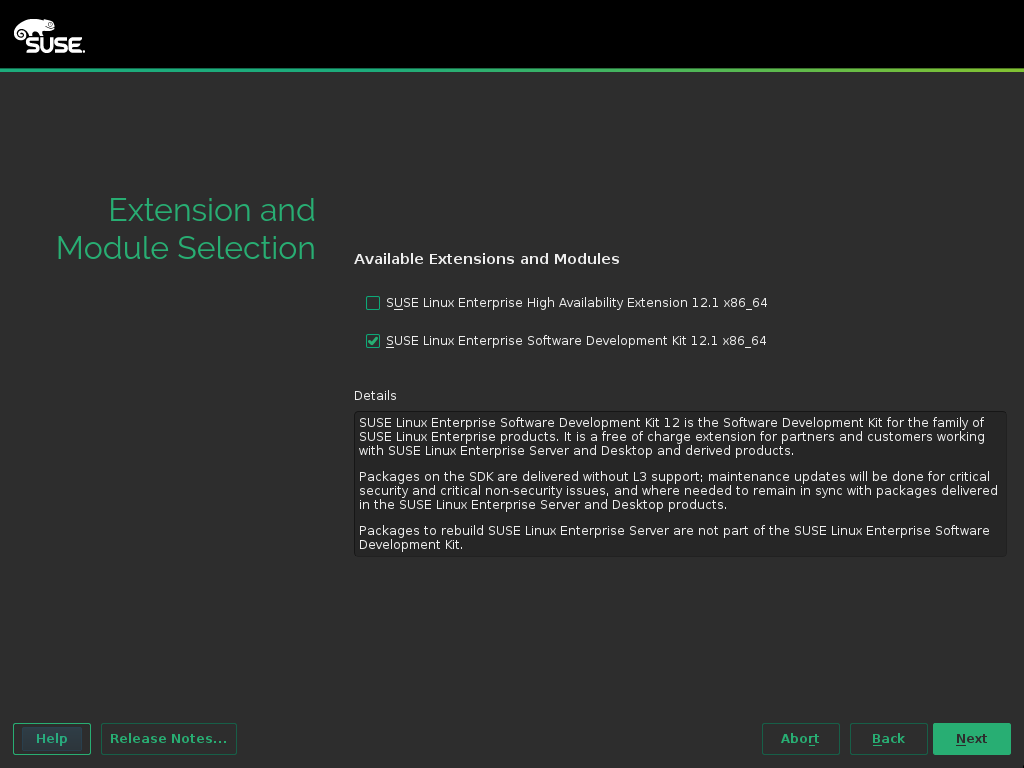 SUSE
Extension and
Module Selection
Available Extensions and Modules
SUSE Linux Enterprise High Availability Extension 12.1 x86_64
SUSE Linux Enterprise Software Development Kit 12.1 x86_64
Details
SUSE Linux Enterprise Software Development Kit 12 is the Software Development Kit for the family of
SUSE Linux Enterprise products. It is a free of charge extension for partners and customers working
with SUSE Linux Enterprise Server and Desktop and derived products.
Packages on the SDK are delivered without L3 support; maintenance updates will be done for critical
security and critical non-security issues, and where needed to remain in sync with packages delivered
in the SUSE Linux Enterprise Server and Desktop products.
Packages to rebuild SUSE Linux Enterprise Server are not part of the SUSE Linux Enterprise Software
Development Kit.
Help Release Notes... Abort Back Next